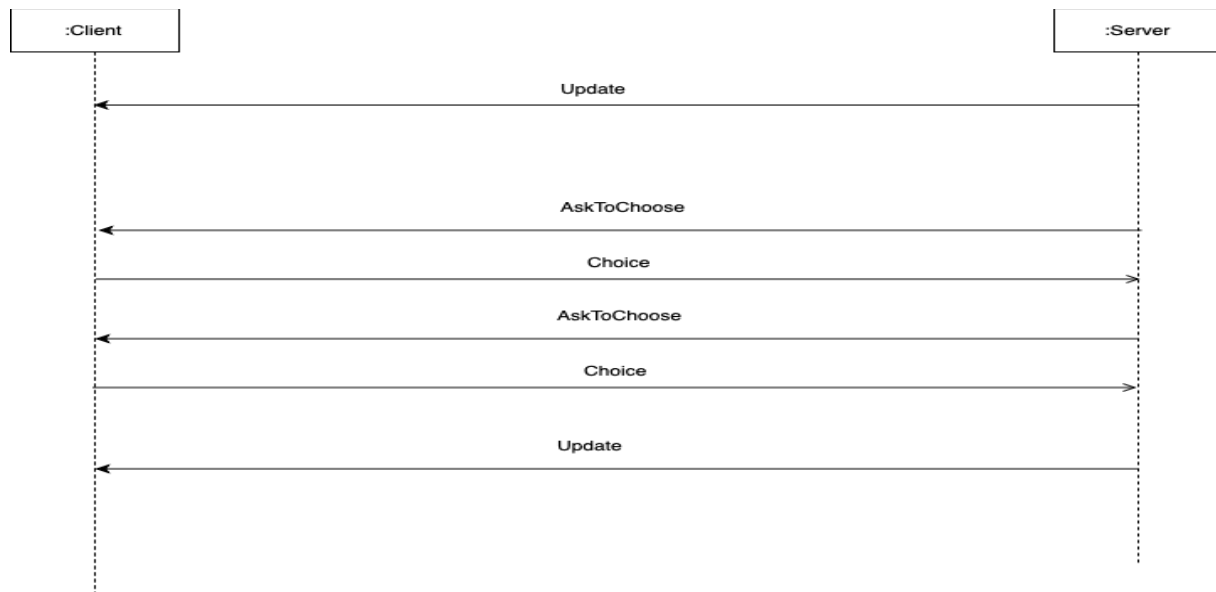 :Client
:Server
Update
AskToChoose
Choice
AskToChoose
Choice
Update